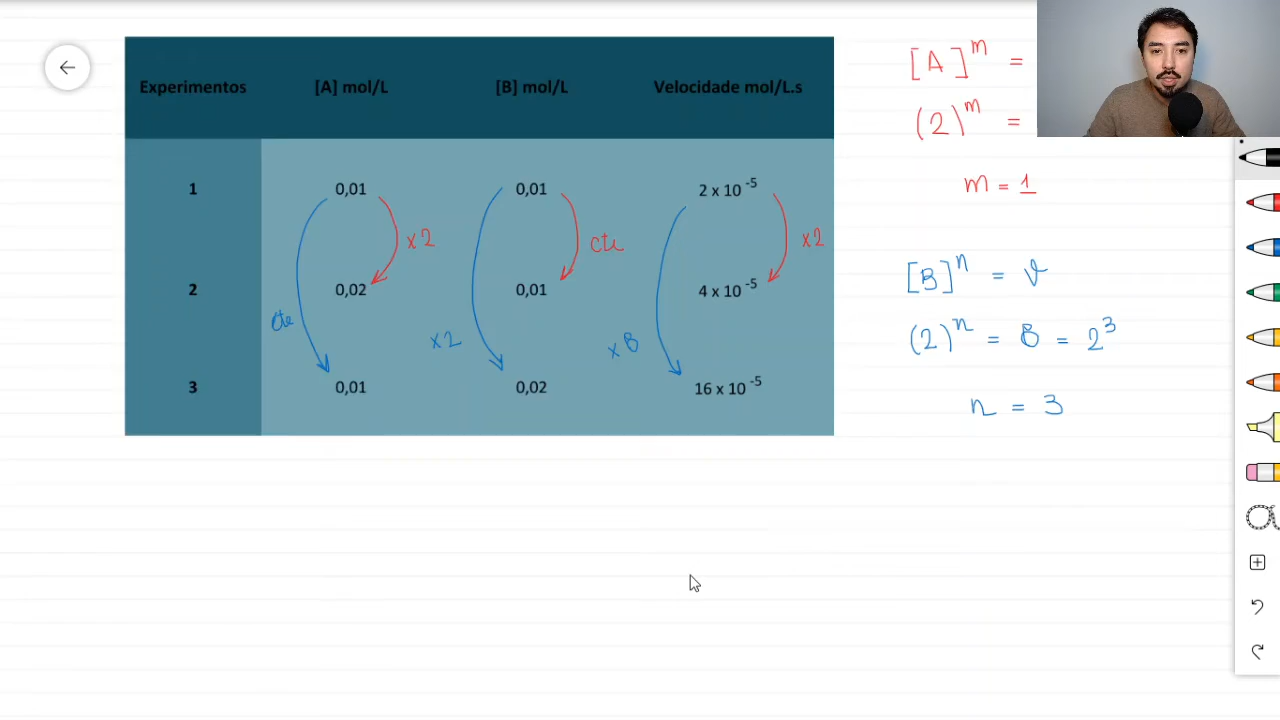 Experimentos [A] mol/L [B] mol/L Velocidade mol/L.s
1 0,01 0,01 2 x 10⁻⁵
x2 cte x2
2 0,02 0,01 4 x 10⁻⁵
cte x2 x8
3 0,01 0,02 16 x 10⁻⁵
[A]ᵐ =
(2)ᵐ =
m = 1
[B]ⁿ = v
(2)ⁿ = 8 = 2³
n = 3